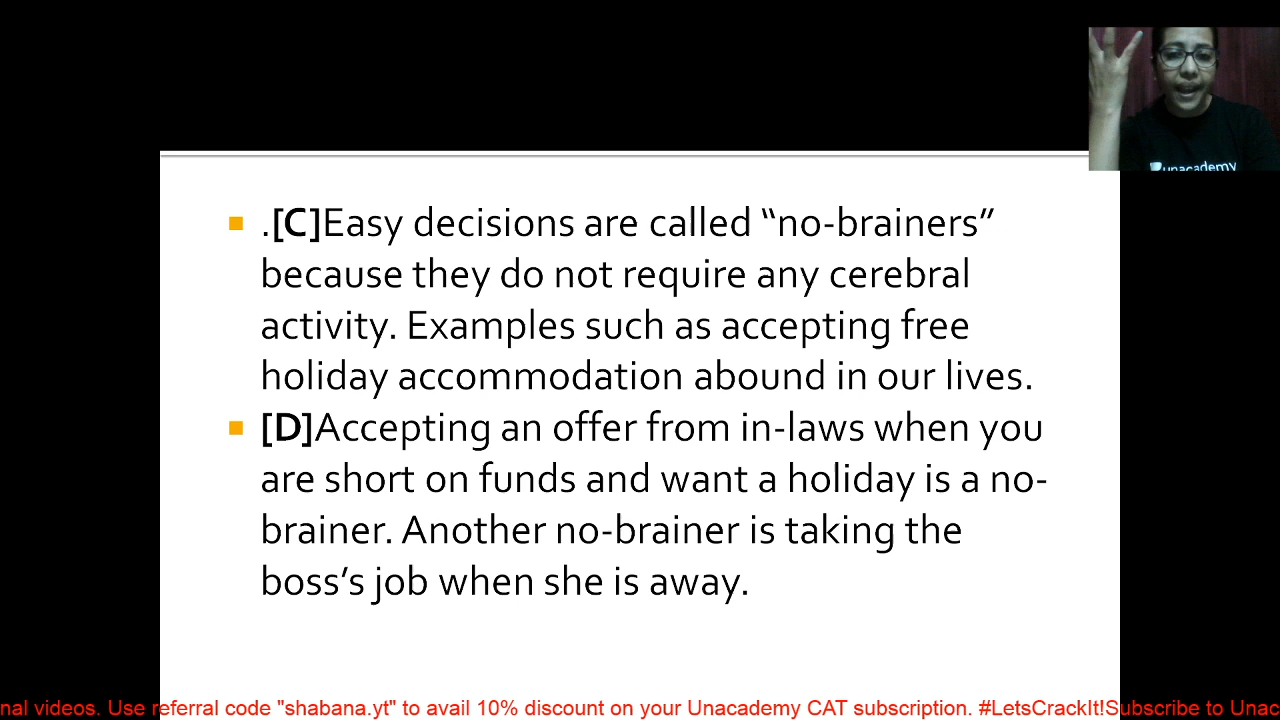 unacademy
.[C]Easy decisions are called “no-brainers”
because they do not require any cerebral
activity. Examples such as accepting free
holiday accommodation abound in our lives.
[D]Accepting an offer from in-laws when you
are short on funds and want a holiday is a no-
brainer. Another no-brainer is taking the
boss’s job when she is away.
nal videos. Use referral code "shabana.yt" to avail 10% discount on your Unacademy CAT subscription. #LetsCrackIt!Subscribe to Unac